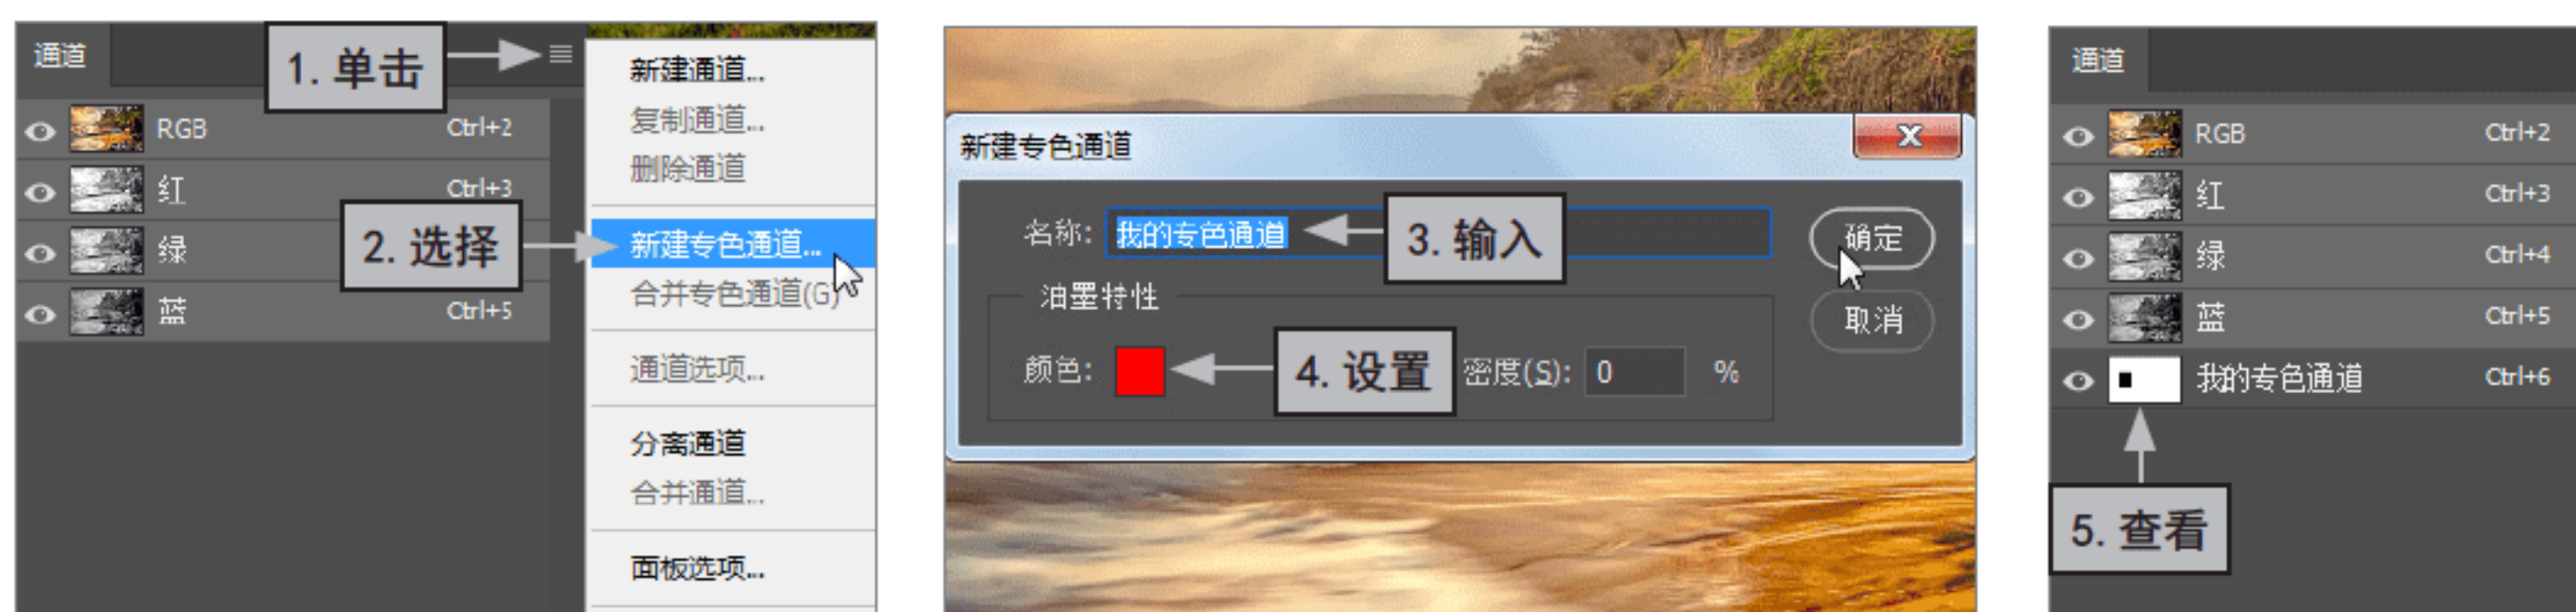 通道
1. 单击
RGB Ctrl+2
红 Ctrl+3
2. 选择
绿
蓝 Ctrl+5
新建通道...
复制通道...
删除通道
新建专色通道...
合并专色通道(G)
通道选项...
分离通道
合并通道...
面板选项...
新建专色通道
名称: 我的专色通道
3. 输入
确定
油墨特性
取消
颜色:
4. 设置
密度(S): 0 %
通道
RGB Ctrl+2
红 Ctrl+3
绿 Ctrl+4
蓝 Ctrl+5
我的专色通道 Ctrl+6
5. 查看